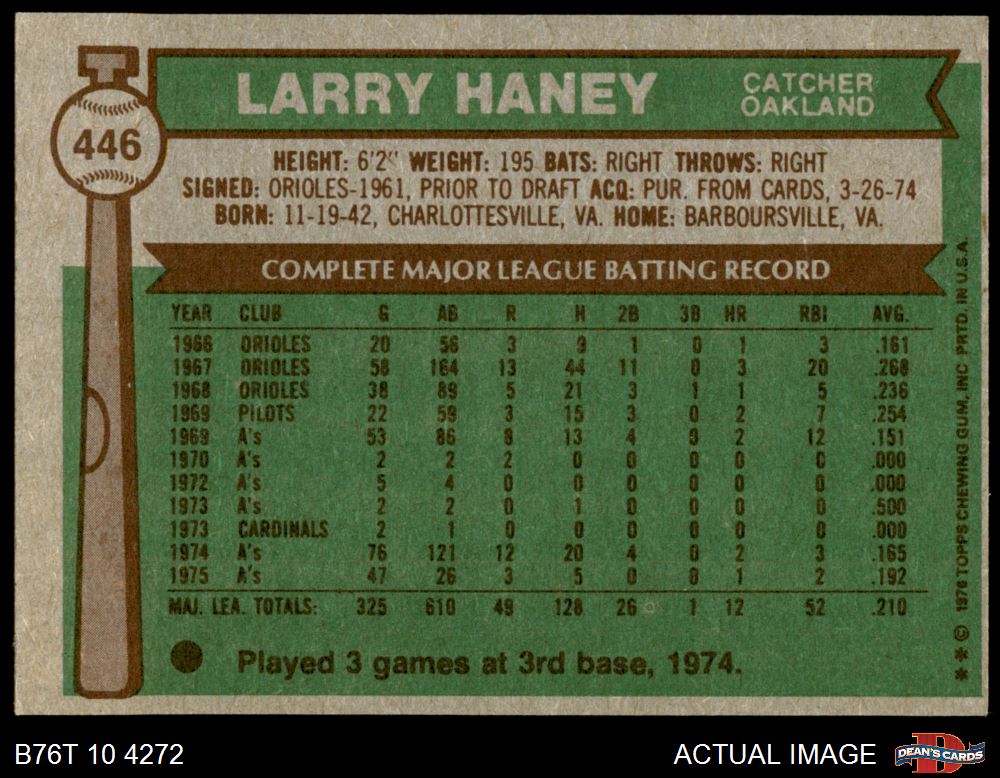 446
LARRY HANEY
CATCHER
OAKLAND
HEIGHT: 6'2" WEIGHT: 195 BATS: RIGHT THROWS: RIGHT
SIGNED: ORIOLES-1961, PRIOR TO DRAFT ACQ: PUR. FROM CARDS, 3-26-74
BORN: 11-19-42, CHARLOTTESVILLE, VA. HOME: BARBOURSVILLE, VA.
COMPLETE MAJOR LEAGUE BATTING RECORD
YEAR CLUB G AB R H 2B 3B HR RBI AVG.
1966 ORIOLES 20 56 3 9 1 0 1 3 .161
1967 ORIOLES 58 164 13 44 11 0 3 20 .268
1968 ORIOLES 38 89 5 21 3 1 1 5 .236
1969 PILOTS 22 59 3 15 3 0 2 7 .254
1969 A's 53 86 8 13 4 0 2 12 .151
1970 A's 2 2 2 0 0 0 0 0 .000
1972 A's 5 4 0 0 0 0 0 0 .000
1973 A's 2 2 0 1 0 0 0 0 .500
1973 CARDINALS 2 1 0 0 0 0 0 0 .000
1974 A's 76 121 12 20 4 0 2 3 .165
1975 A's 47 26 3 5 0 0 1 2 .192
MAJ. LEA. TOTALS: 325 610 49 128 26 1 12 52 .210
Played 3 games at 3rd base, 1974.
* * © 1976 TOPPS CHEWING GUM, INC PRTD. IN U.S.A.
B76T 10 4272
ACTUAL IMAGE
DEAN'S CARDS